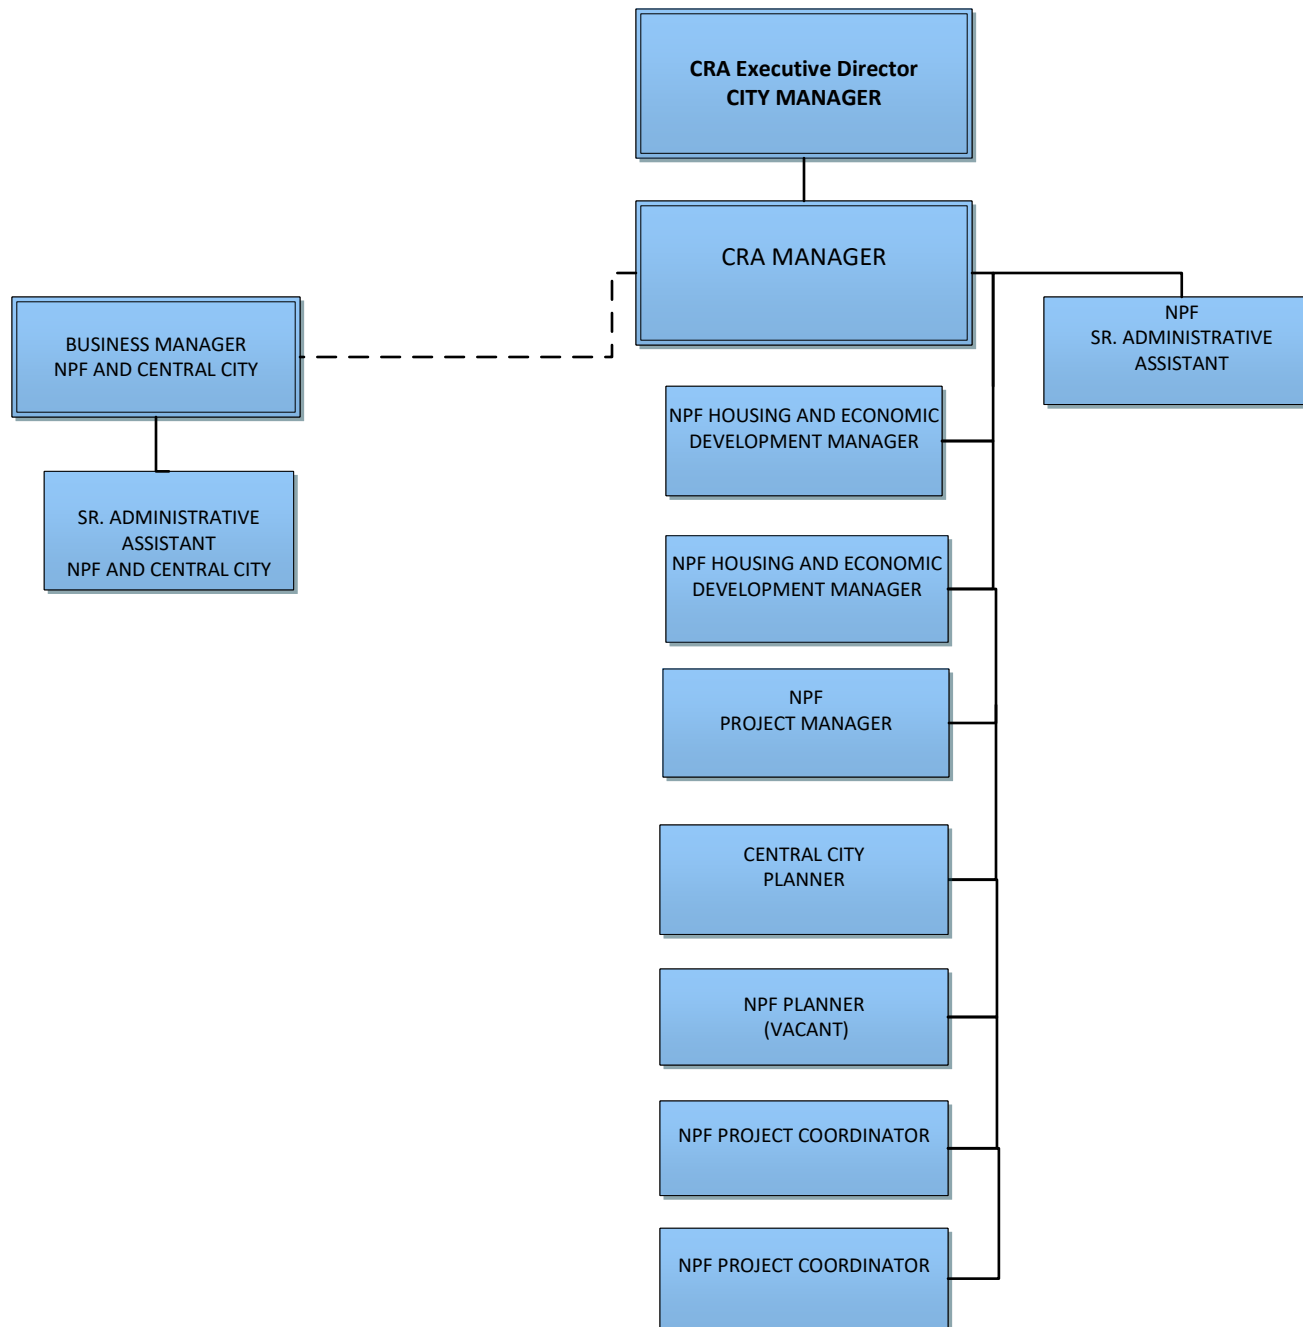 CRA Executive Director
CITY MANAGER
CRA MANAGER
BUSINESS MANAGER
NPF AND CENTRAL CITY
NPF
SR. ADMINISTRATIVE
ASSISTANT
NPF HOUSING AND ECONOMIC
DEVELOPMENT MANAGER
SR. ADMINISTRATIVE
ASSISTANT
NPF AND CENTRAL CITY
NPF HOUSING AND ECONOMIC
DEVELOPMENT MANAGER
NPF
PROJECT MANAGER
CENTRAL CITY
PLANNER
NPF PLANNER
(VACANT)
NPF PROJECT COORDINATOR
NPF PROJECT COORDINATOR